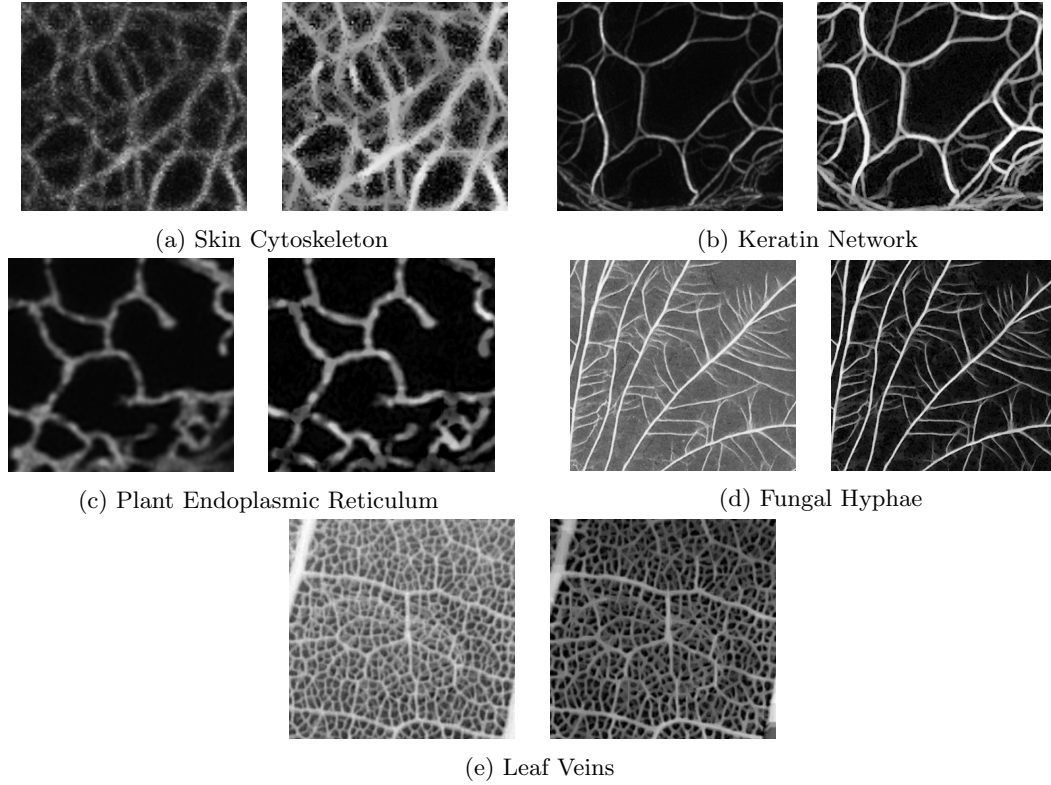 (a) Skin Cytoskeleton
(b) Keratin Network
(c) Plant Endoplasmic Reticulum
(d) Fungal Hyphae
(e) Leaf Veins